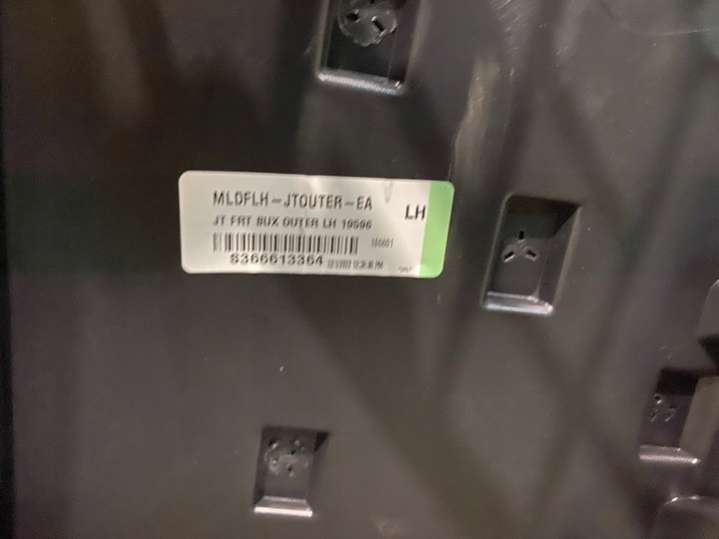 MLDFLH-JTOUTER-EA
LH
JT FRT BUX OUTER LH 19596
S366613364